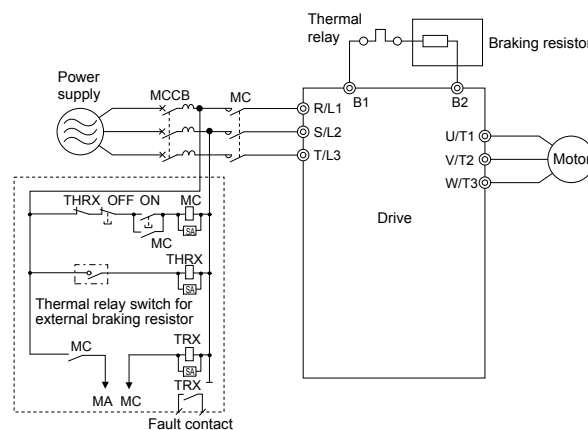 Thermal
relay
Braking resistor
Power
supply
MCCB
MC
R/L1
S/L2
T/L3
B1
B2
U/T1
V/T2
W/T3
Motor
Drive
THRX
OFF
ON
MC
SA
MC
THRX
SA
Thermal relay switch for
external braking resistor
MC
TRX
SA
MA
MC
TRX
Fault contact